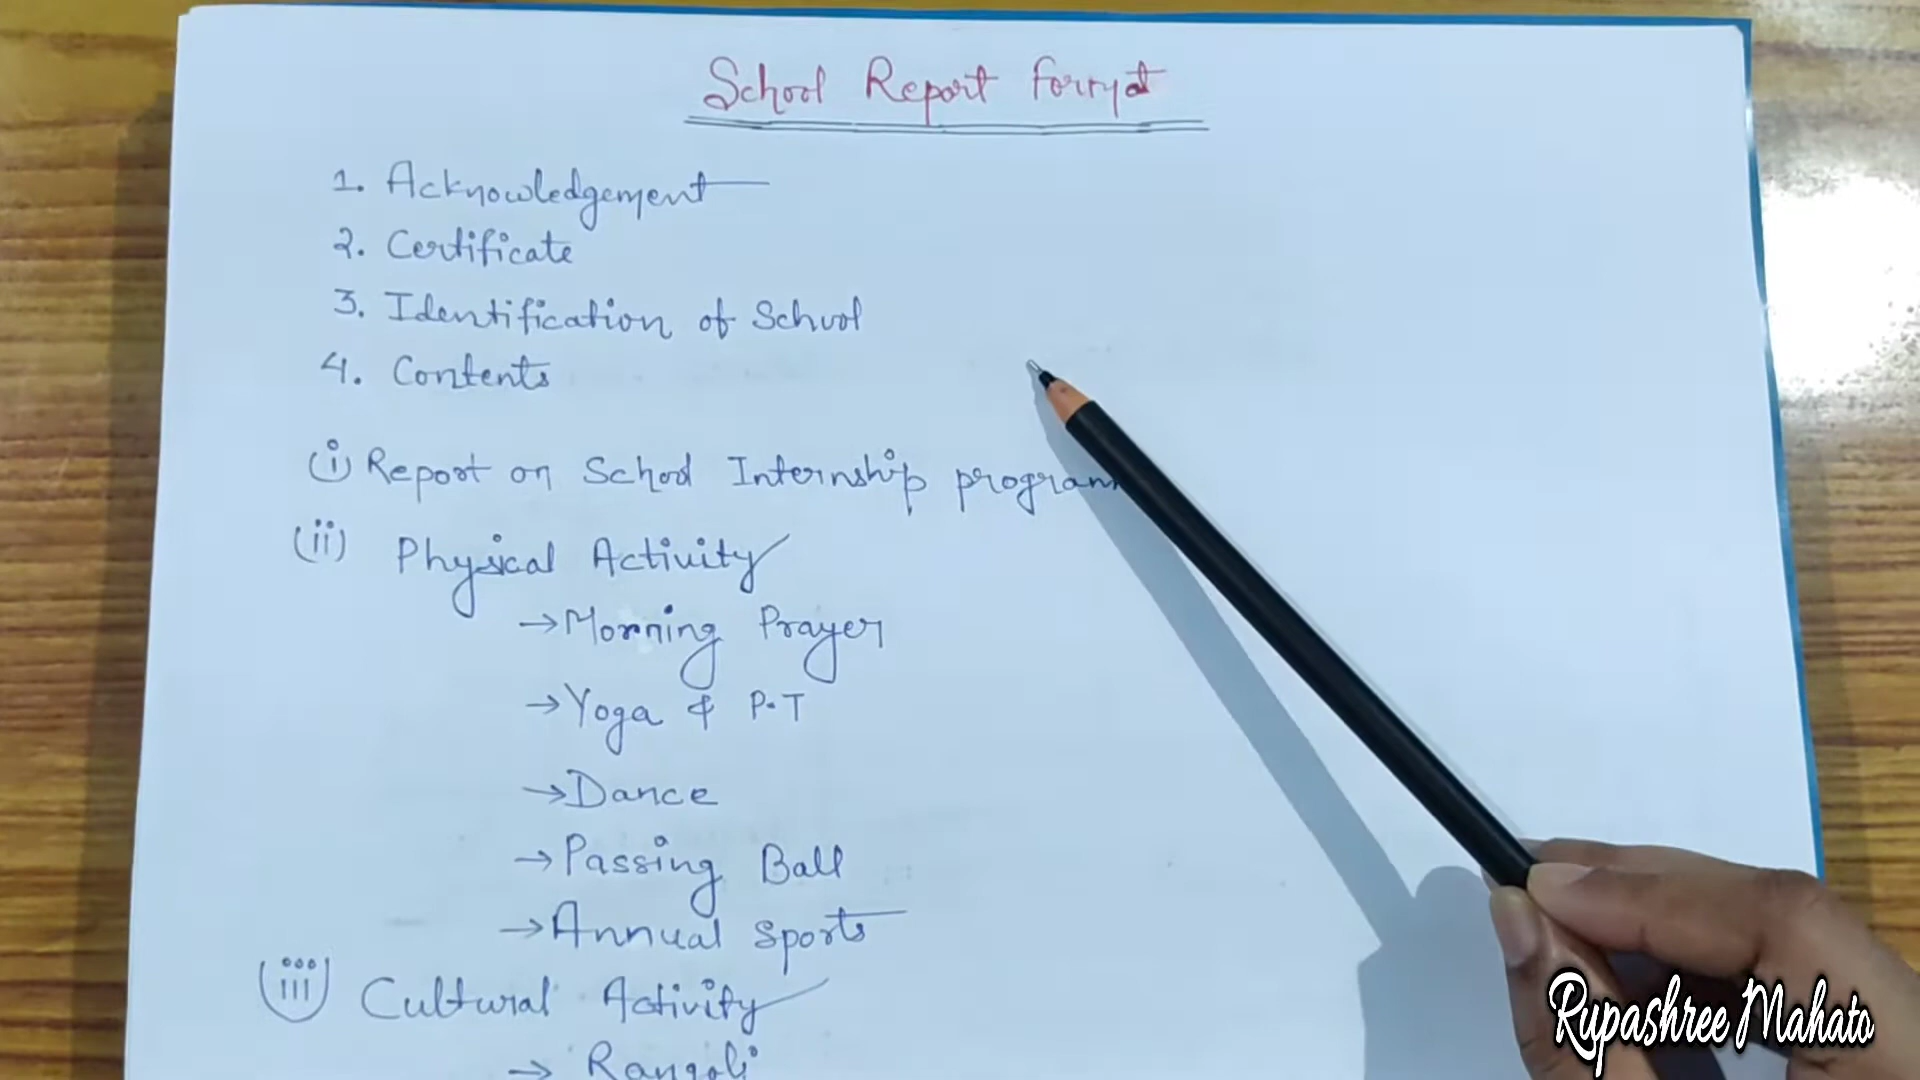 School Report Format
1. Acknowledgement
2. Certificate
3. Identification of School
4. Contents
(i) Report on School Internship
(ii) Physical Activity
→ Morning Prayer
→ Yoga & P.T
→ Dance
→ Passing Ball
→ Annual Sports
(iii) Cultural Activity
→ Rangoli
Rupashree Mahato